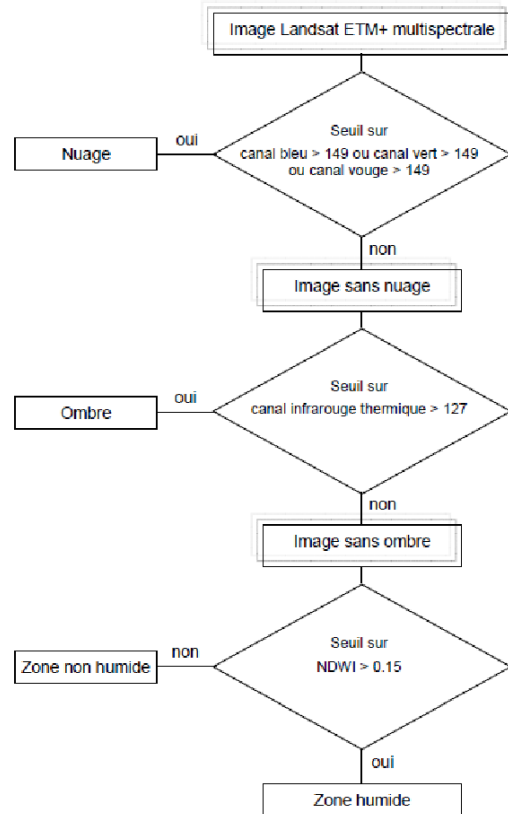 Image Landsat ETM+ multispectrale
Seuil sur
canal bleu > 149 ou canal vert > 149
ou canal vouge > 149
oui
Nuage
non
Image sans nuage
Seuil sur
canal infrarouge thermique > 127
oui
Ombre
non
Image sans ombre
Seuil sur
NDWI > 0.15
non
Zone non humide
oui
Zone humide